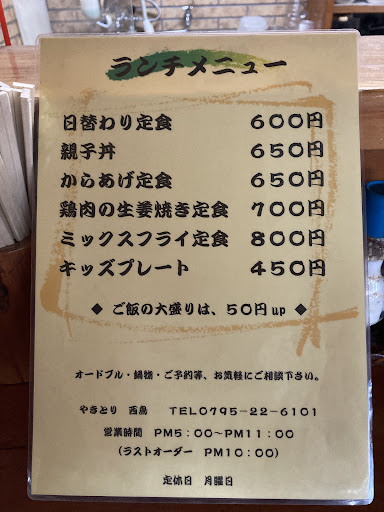 ランチメニュー
日替わり定食 600円
親子丼 650円
からあげ定食 650円
鶏肉の生姜焼き定食 700円
ミックスフライ定食 800円
キッズプレート 450円
◆ ご飯の大盛りは、50円up ◆
オードブル・鍋物・ご予約等、お気軽にご相談下さい。
やきとり 吉鳥 TEL0795-22-6101
営業時間 PM5:00~PM11:00
(ラストオーダー PM10:00)
定休日 月曜日